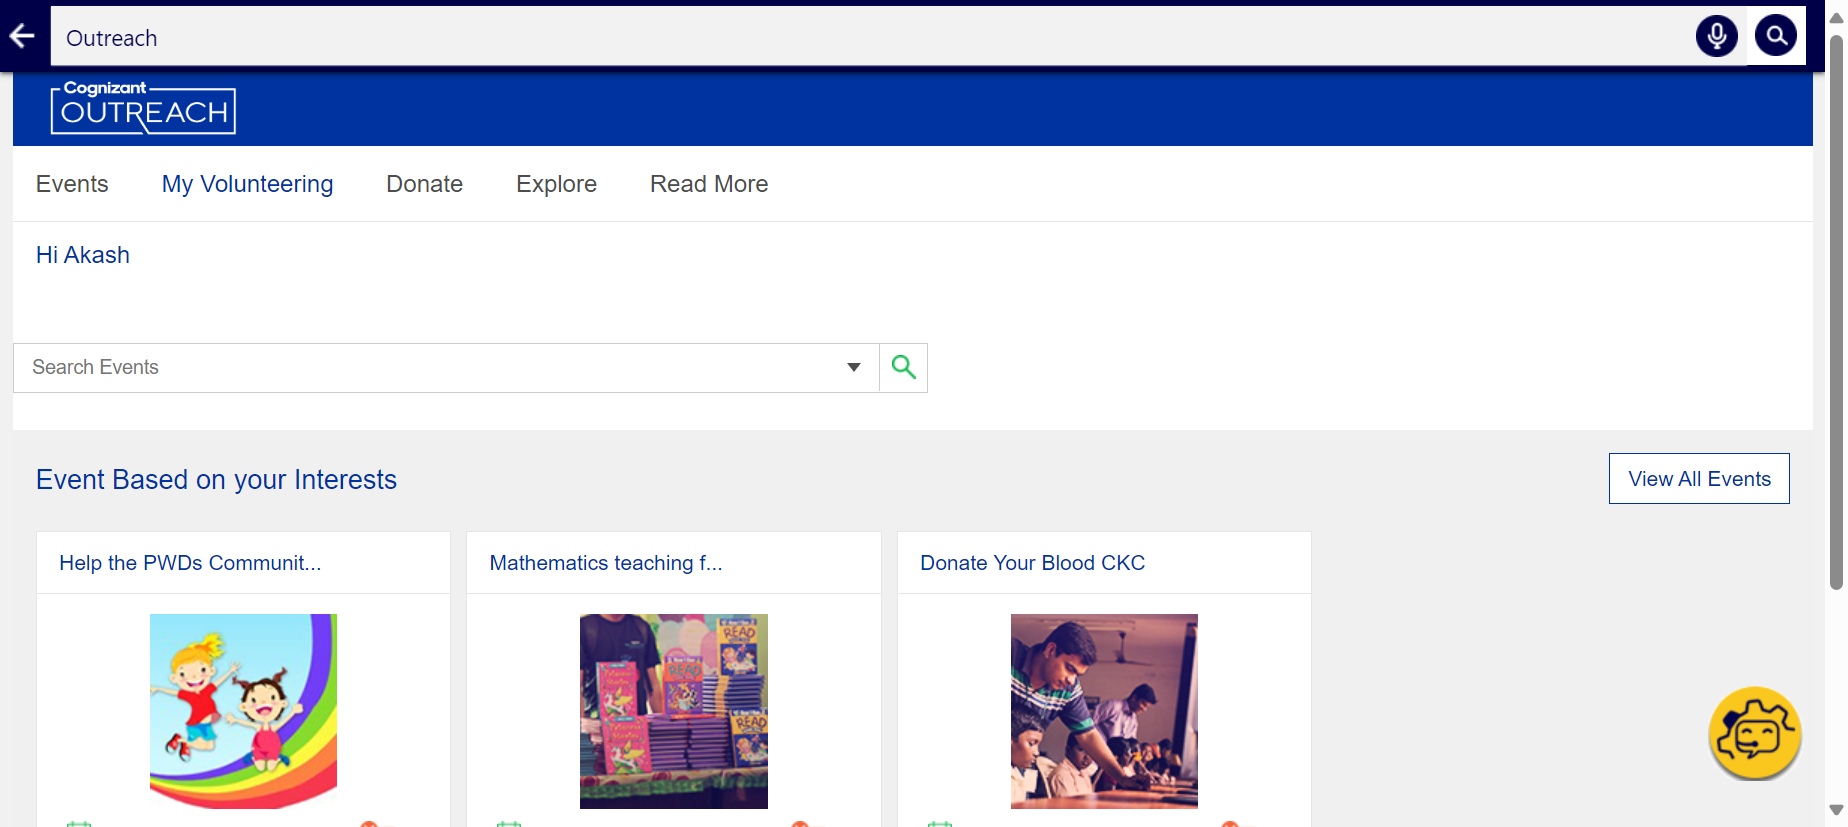 Outreach
Cognizant
OUTREACH
Events My Volunteering Donate Explore Read More
Hi Akash
Search Events
Event Based on your Interests
View All Events
Help the PWDs Communit...
Mathematics teaching f...
Donate Your Blood CKC
READ
READ
READ